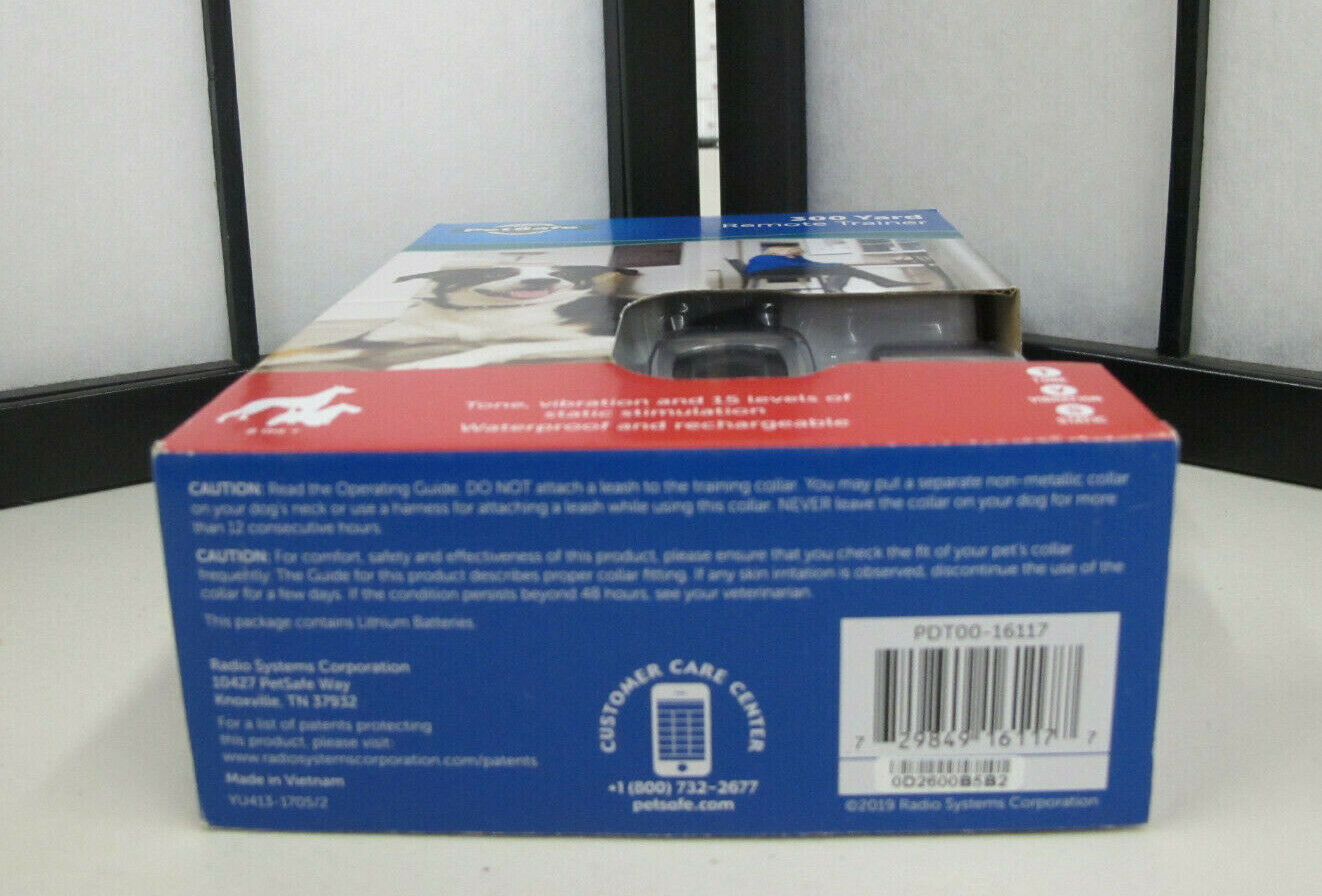 PetSafe
300 Yard
Remote Trainer
Tone, vibration and 15 levels of
static stimulation
Waterproof and rechargeable
TONE
VIBRATION
STATIC
CAUTION: Read the Operating Guide. DO NOT attach a leash to the training collar. You may put a separate non-metallic collar
on your dog's neck or use a harness for attaching a leash while using this collar. NEVER leave the collar on your dog for more
than 12 consecutive hours.
CAUTION: For comfort, safety and effectiveness of this product, please ensure that you check the fit of your pet's collar
frequently. The Guide for this product describes proper collar fitting. If any skin irritation is observed, discontinue the use of the
collar for a few days. If the condition persists beyond 48 hours, see your veterinarian.
This package contains Lithium Batteries.
Radio Systems Corporation
10427 PetSafe Way
Knoxville, TN 37932
For a list of patents protecting
this product, please visit:
www.radiosystemscorporation.com/patents
Made in Vietnam
YU413-1705/2
CUSTOMER CARE CENTER
+1 (800) 732-2677
petsafe.com
PDT00-16117
7 29849 16117 7
0D2600B5B2
©2019 Radio Systems Corporation